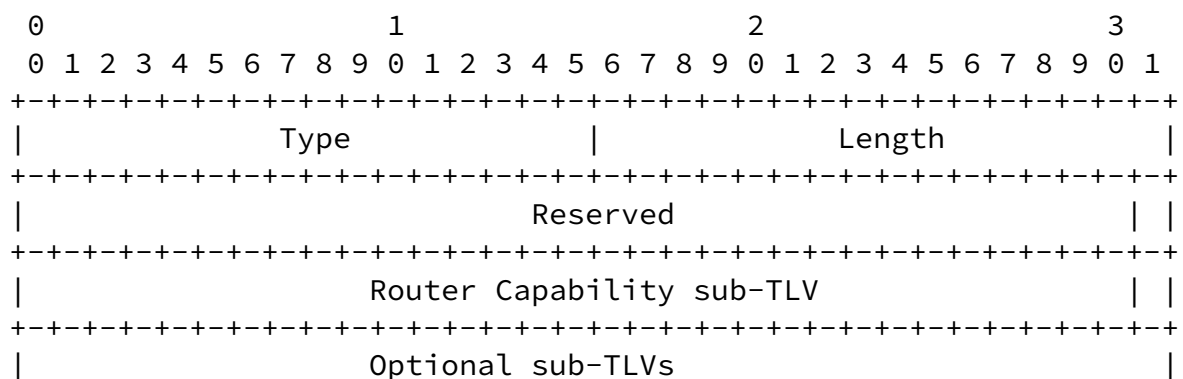 0                   1                   2                   3
 0 1 2 3 4 5 6 7 8 9 0 1 2 3 4 5 6 7 8 9 0 1 2 3 4 5 6 7 8 9 0 1
+-+-+-+-+-+-+-+-+-+-+-+-+-+-+-+-+-+-+-+-+-+-+-+-+-+-+-+-+-+-+-+-+
|              Type             |             Length            |
+-+-+-+-+-+-+-+-+-+-+-+-+-+-+-+-+-+-+-+-+-+-+-+-+-+-+-+-+-+-+-+-+
|                            Reserved                         | |
+-+-+-+-+-+-+-+-+-+-+-+-+-+-+-+-+-+-+-+-+-+-+-+-+-+-+-+-+-+-+-+-+
|                   Router Capability sub-TLV                 | |
+-+-+-+-+-+-+-+-+-+-+-+-+-+-+-+-+-+-+-+-+-+-+-+-+-+-+-+-+-+-+-+-+
|                   Optional sub-TLVs                           |